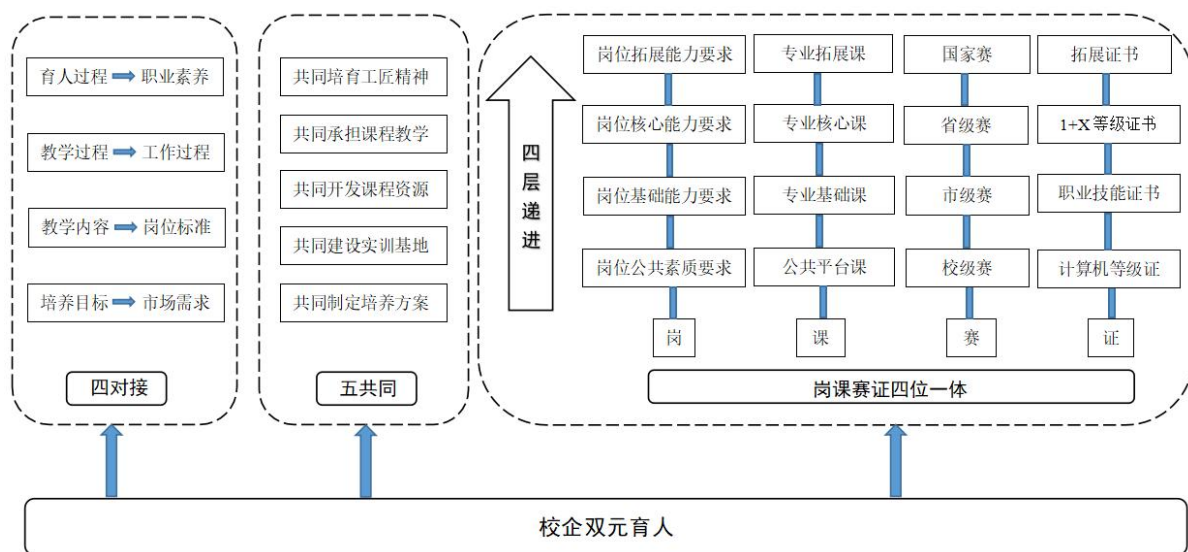 育人过程 职业素养
教学过程 工作过程
教学内容 岗位标准
培养目标 市场需求
四对接
共同培育工匠精神
共同承担课程教学
共同开发课程资源
共同建设实训基地
共同制定培养方案
五共同
四层递进
岗位拓展能力要求 专业拓展课 国家赛 拓展证书
岗位核心能力要求 专业核心课 省级赛 1+X等级证书
岗位基础能力要求 专业基础课 市级赛 职业技能证书
岗位公共素质要求 公共平台课 校级赛 计算机等级证
岗 课 赛 证
岗课赛证四位一体
校企双元育人